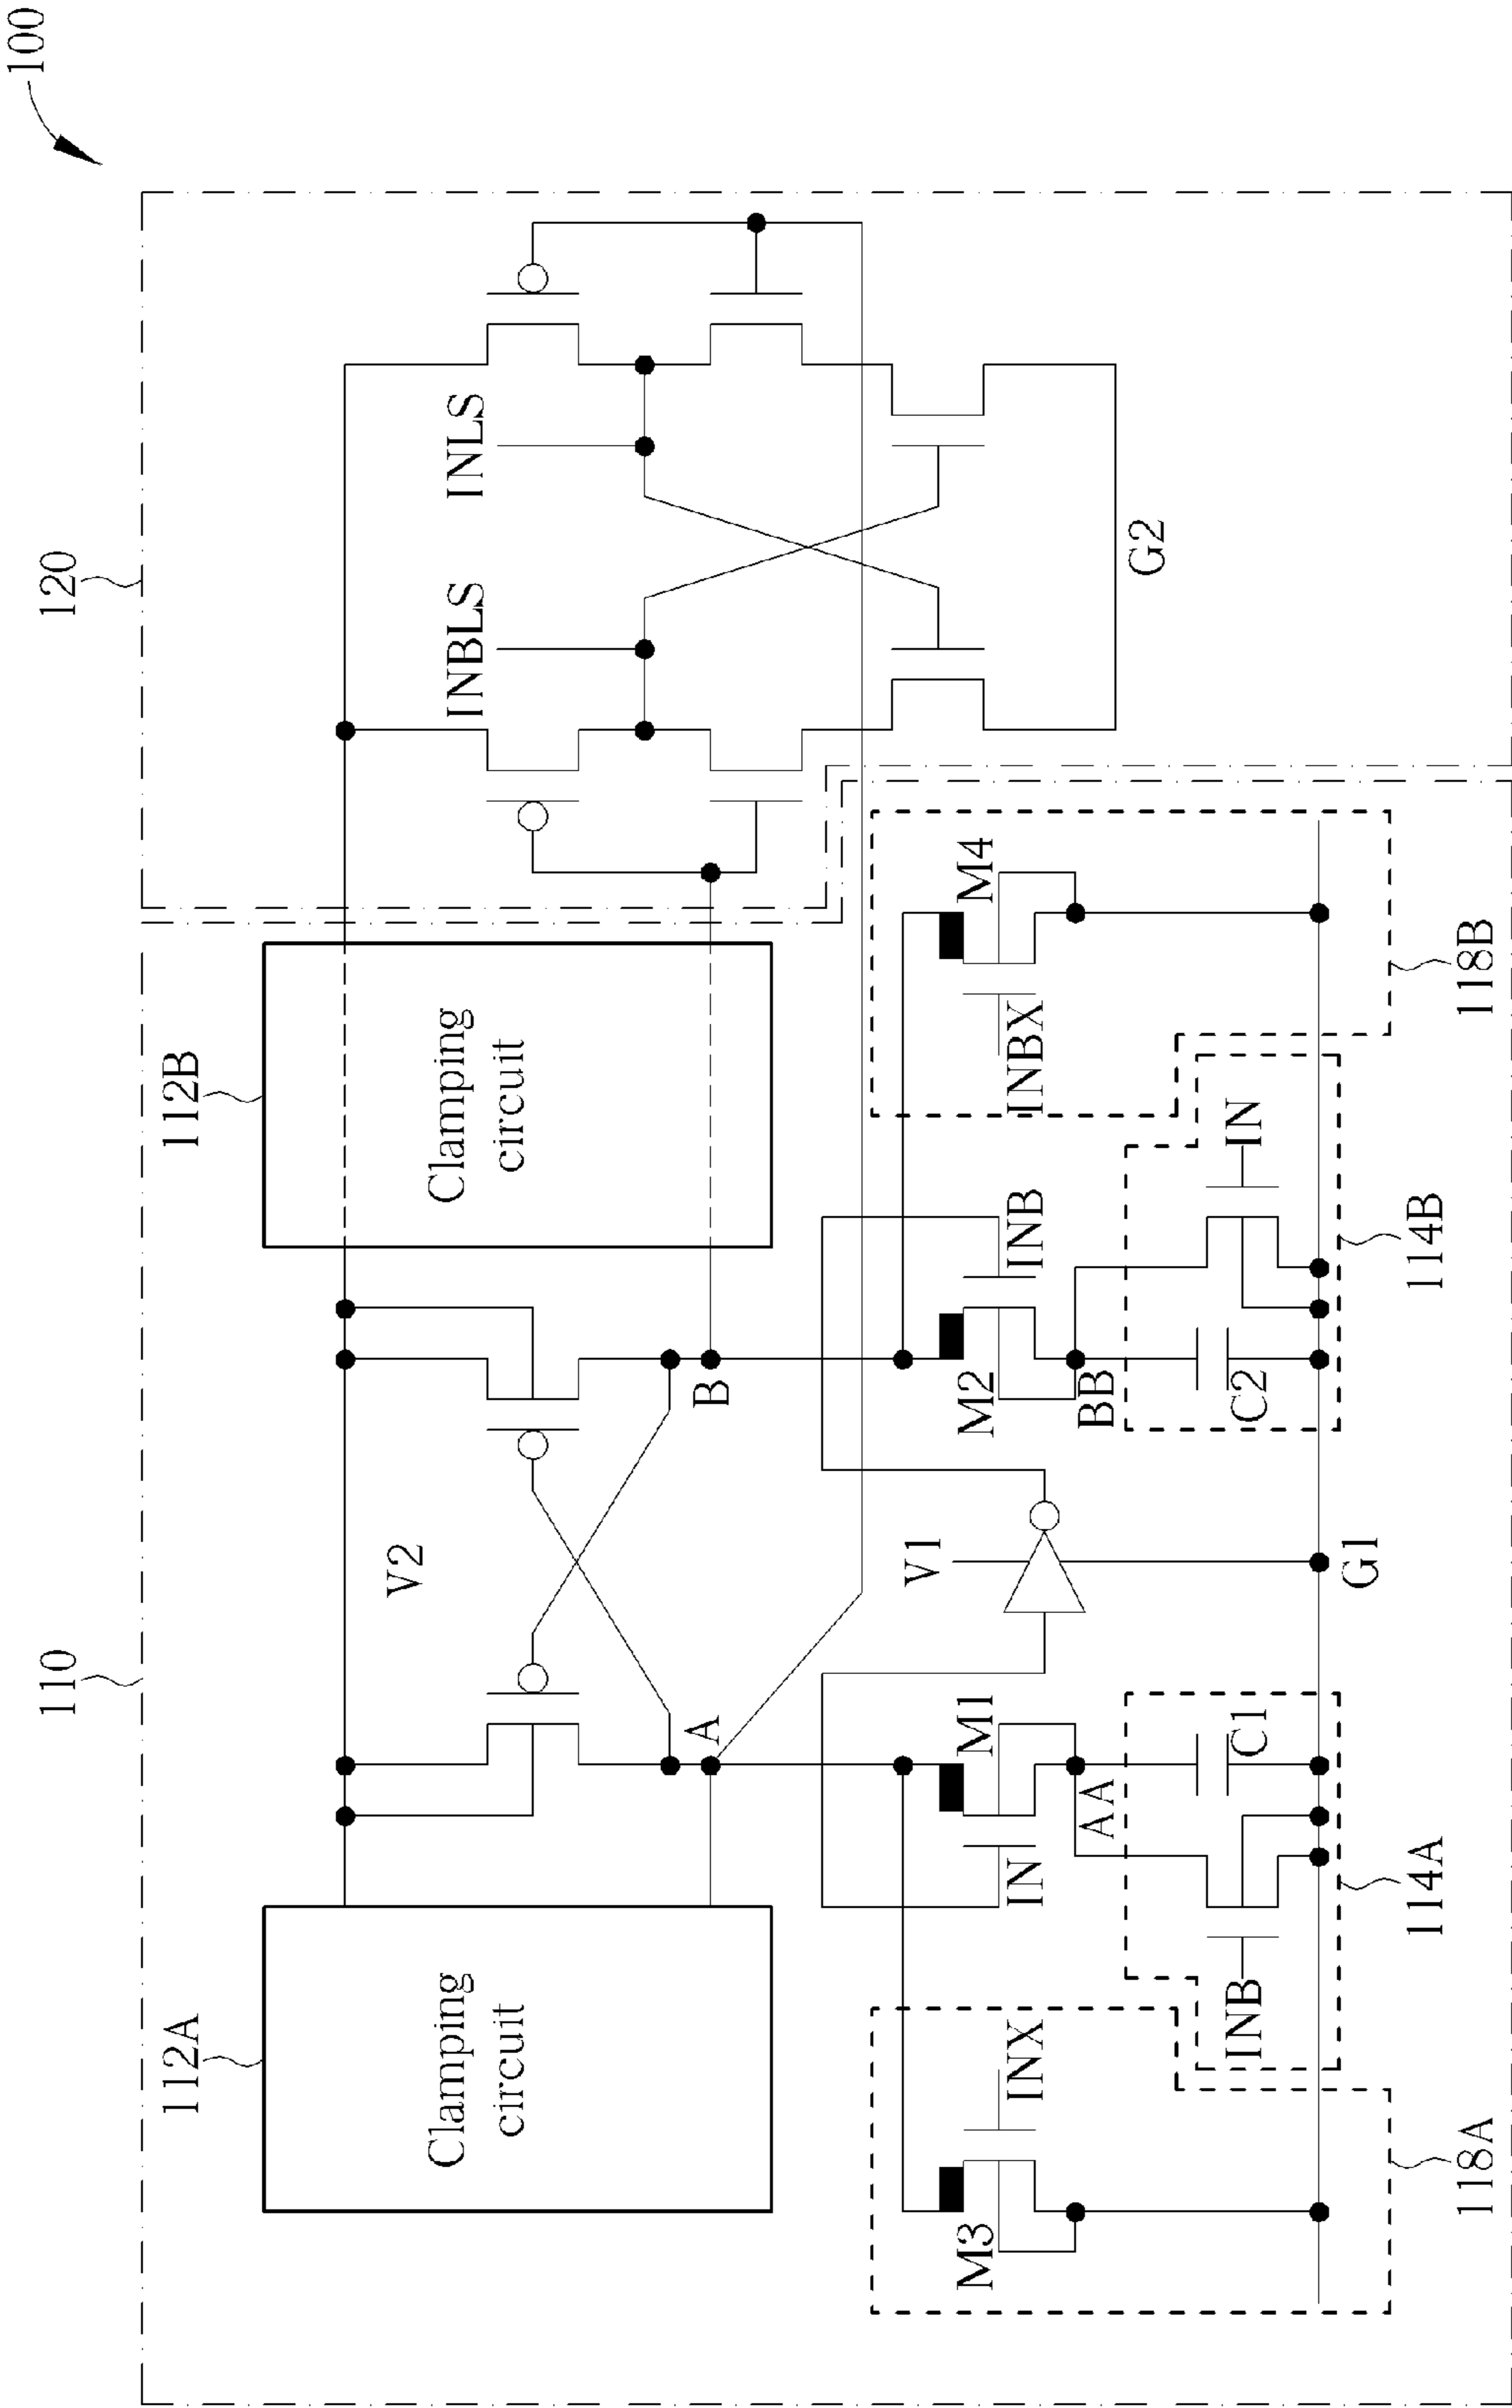 100
110
120
112A
112B
Clamping
circuit
Clamping
circuit
V2
INBLS
INLS
A
B
V1
G2
M3
INX
IN
M1
M2
INB
INBX
M4
AA
BB
INB
C1
C2
IN
G1
118A
114A
114B
118B